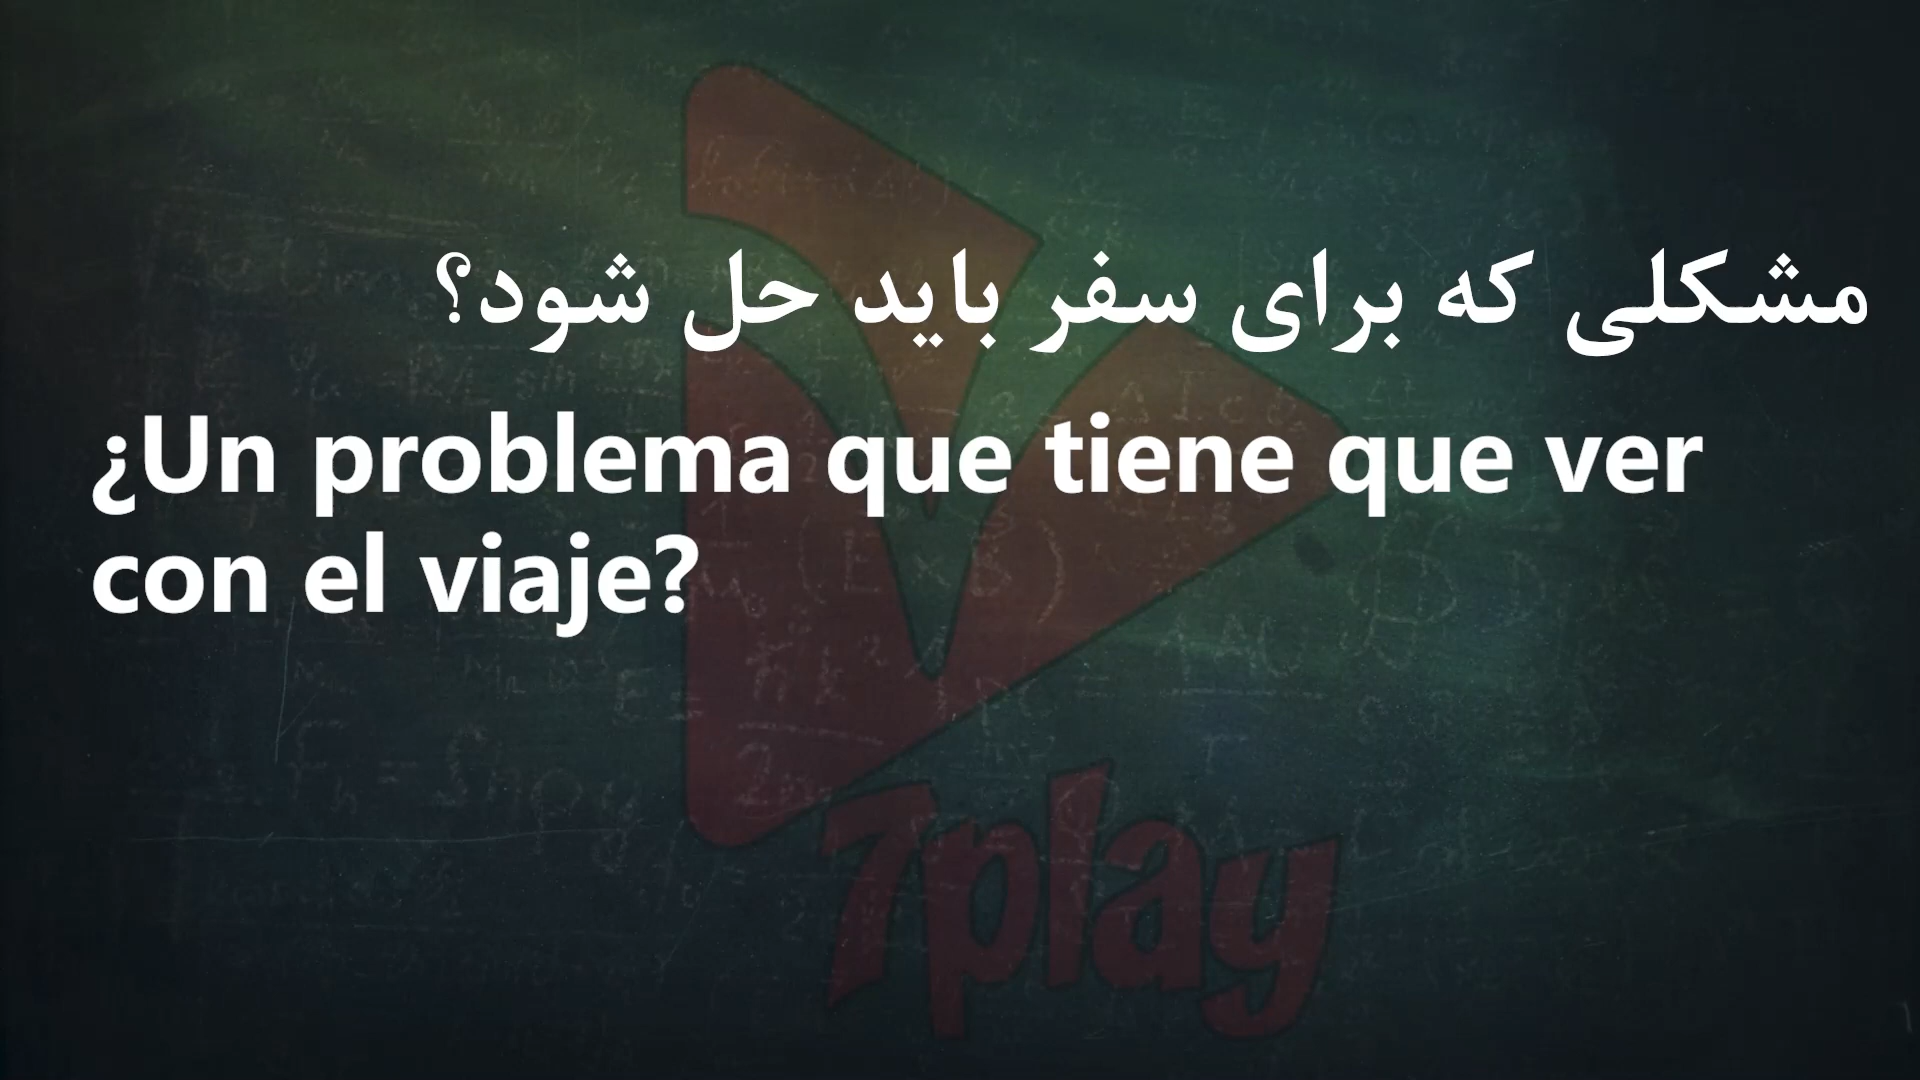 مشکلی که برای سفر باید حل شود؟
¿Un problema que tiene que ver
con el viaje?
7play